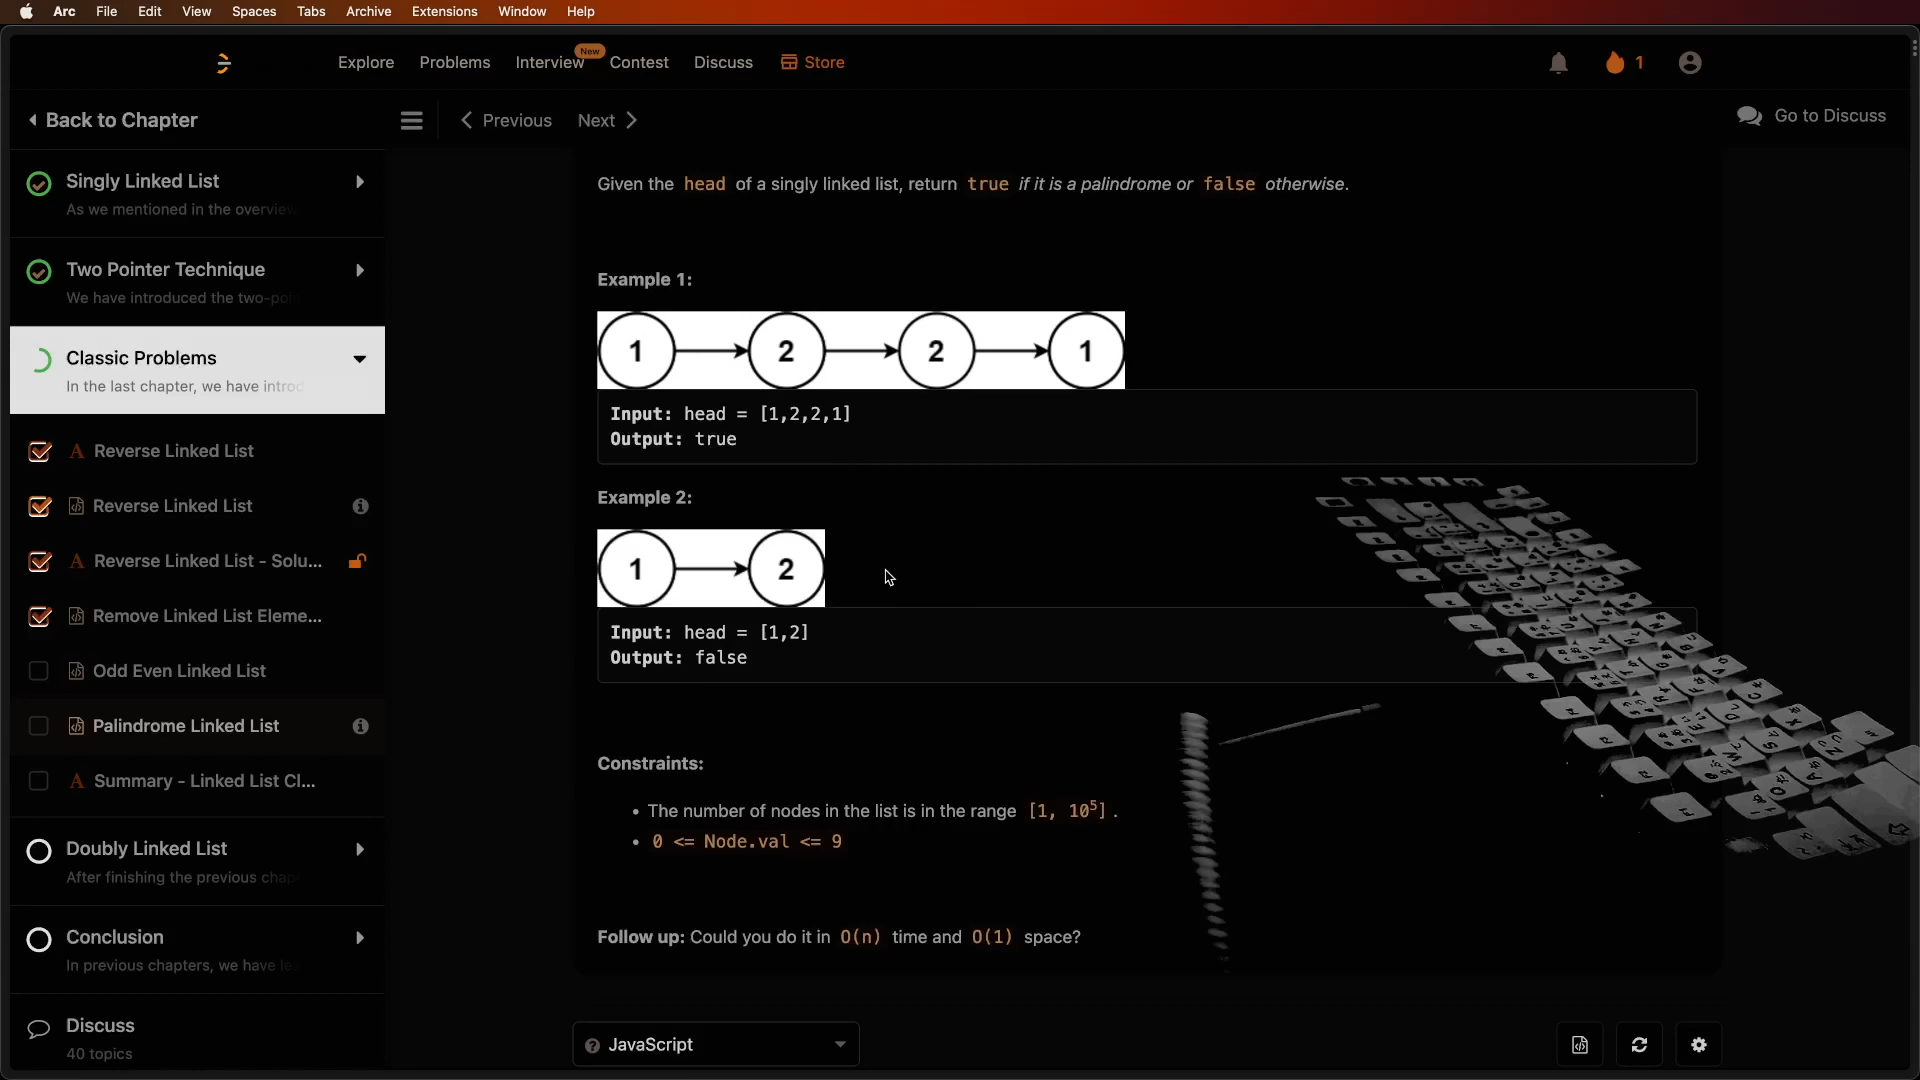 Arc File Edit View Spaces Tabs Archive Extensions Window Help
Explore Problems Interview New Contest Discuss Store 1
Back to Chapter
Previous Next
Go to Discuss
Singly Linked List
As we mentioned in the overview
Two Pointer Technique
We have introduced the two-poin
Classic Problems
In the last chapter, we have introd
A Reverse Linked List
Reverse Linked List
A Reverse Linked List - Solu...
Remove Linked List Eleme...
Odd Even Linked List
Palindrome Linked List
A Summary - Linked List Cl...
Doubly Linked List
After finishing the previous chap
Conclusion
In previous chapters, we have le
Discuss
40 topics
Given the head of a singly linked list, return true if it is a palindrome or false otherwise.
Example 1:
1 2 2 1
Input: head = [1,2,2,1]
Output: true
Example 2:
1 2
Input: head = [1,2]
Output: false
Constraints:
• The number of nodes in the list is in the range [1, 10⁵].
• 0 <= Node.val <= 9
Follow up: Could you do it in O(n) time and O(1) space?
JavaScript